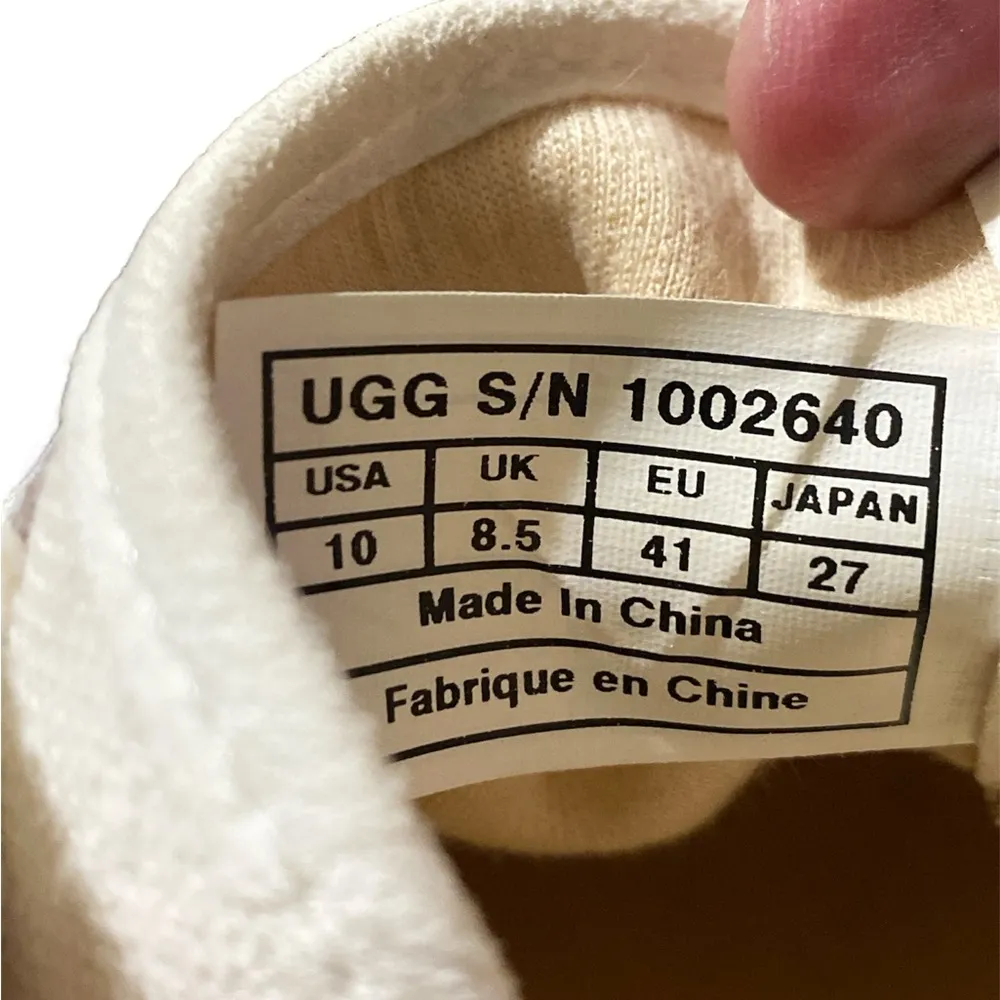 UGG S/N 1002640
USA UK EU JAPAN
10 8.5 41 27
Made In China
Fabrique en Chine